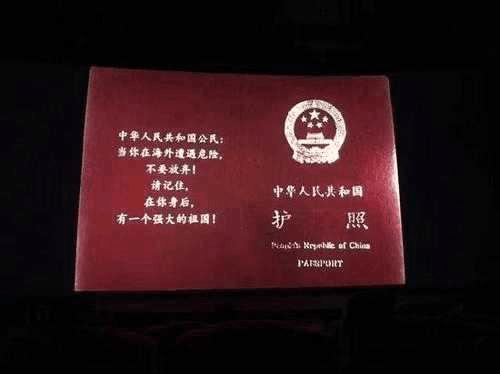 中华人民共和国公民：
当你在海外遭遇危险，
不要放弃！
请记住，
在你身后，
有一个强大的祖国！
中华人民共和国
护 照
People's Republic of China
PASSPORT